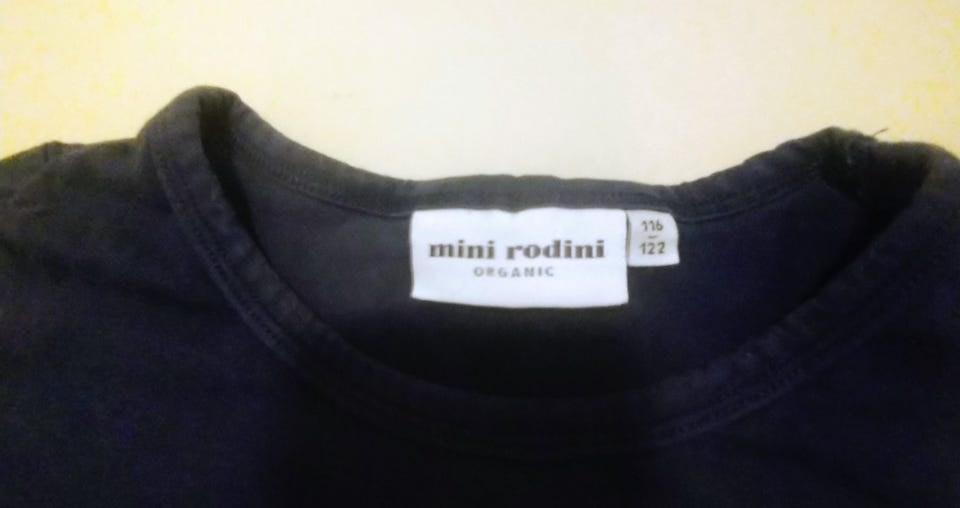 mini rodini
ORGANIC
116
-
122